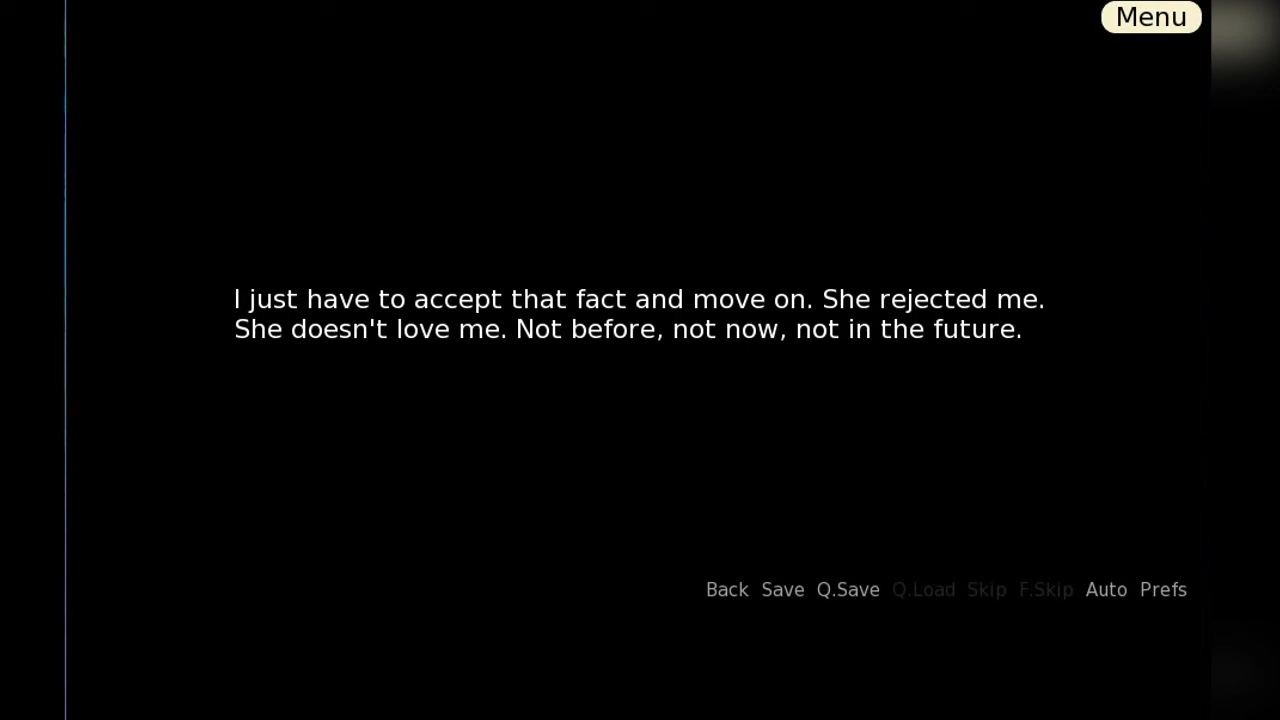 Menu
I just have to accept that fact and move on. She rejected me.
She doesn't love me. Not before, not now, not in the future.
Back Save Q.Save Q.Load Skip F.Skip Auto Prefs